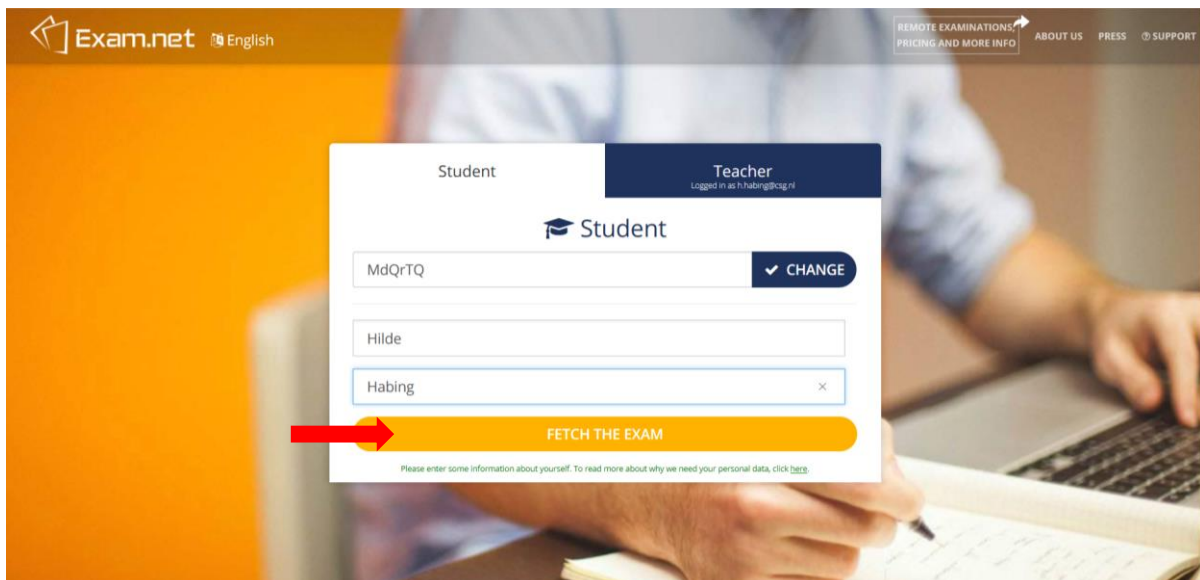 Exam.net English
REMOTE EXAMINATIONS,
PRICING AND MORE INFO
ABOUT US PRESS SUPPORT
Student
Teacher
Logged in as h.habing@csg.nl
Student
MdQrTQ
CHANGE
Hilde
Habing
FETCH THE EXAM
Please enter some information about yourself. To read more about why we need your personal data, click here.